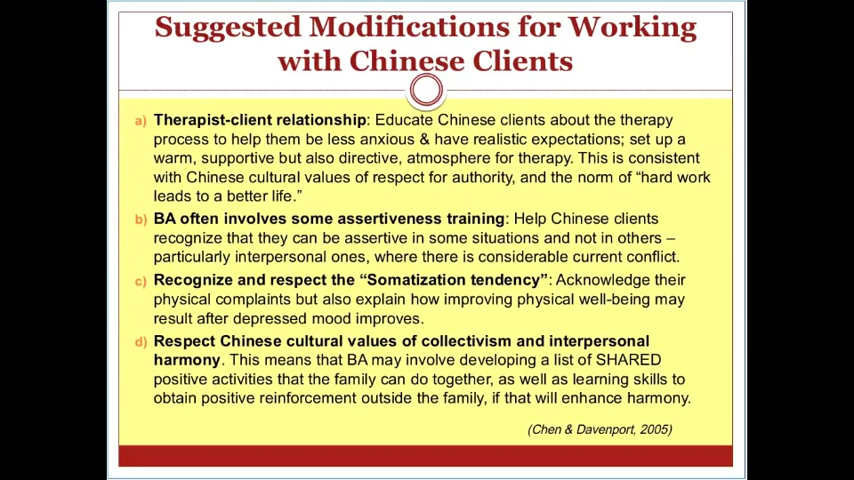 Suggested Modifications for Working
with Chinese Clients
a) Therapist-client relationship: Educate Chinese clients about the therapy
process to help them be less anxious & have realistic expectations; set up a
warm, supportive but also directive, atmosphere for therapy. This is consistent
with Chinese cultural values of respect for authority, and the norm of “hard work
leads to a better life.”
b) BA often involves some assertiveness training: Help Chinese clients
recognize that they can be assertive in some situations and not in others –
particularly interpersonal ones, where there is considerable current conflict.
c) Recognize and respect the “Somatization tendency”: Acknowledge their
physical complaints but also explain how improving physical well-being may
result after depressed mood improves.
d) Respect Chinese cultural values of collectivism and interpersonal
harmony. This means that BA may involve developing a list of SHARED
positive activities that the family can do together, as well as learning skills to
obtain positive reinforcement outside the family, if that will enhance harmony.
(Chen & Davenport, 2005)